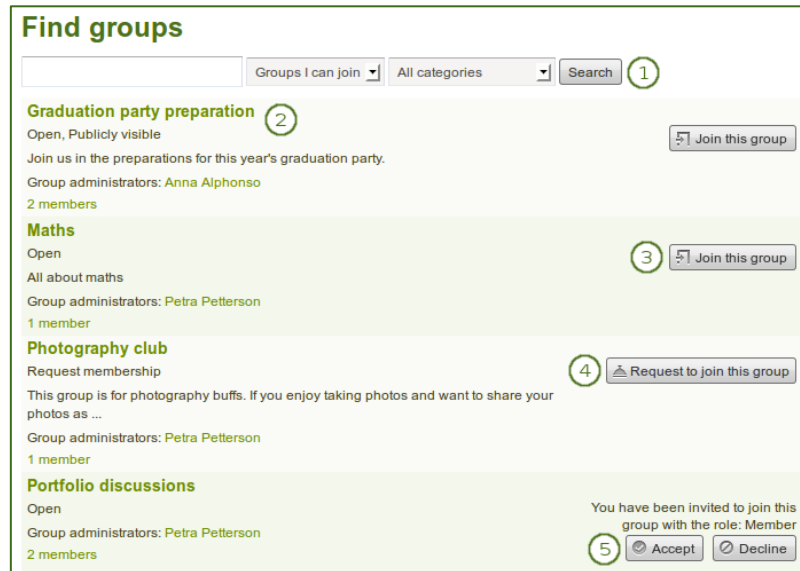 Find groups
Groups I can join All categories Search 1
Graduation party preparation 2
Open, Publicly visible
Join this group
Join us in the preparations for this year's graduation party.
Group administrators: Anna Alphonso
2 members
Maths
Open
3 Join this group
All about maths
Group administrators: Petra Petterson
1 member
Photography club
Request membership
4 Request to join this group
This group is for photography buffs. If you enjoy taking photos and want to share your
photos as ...
Group administrators: Petra Petterson
1 member
Portfolio discussions
Open
You have been invited to join this
group with the role: Member
Group administrators: Petra Petterson
2 members
5 Accept Decline